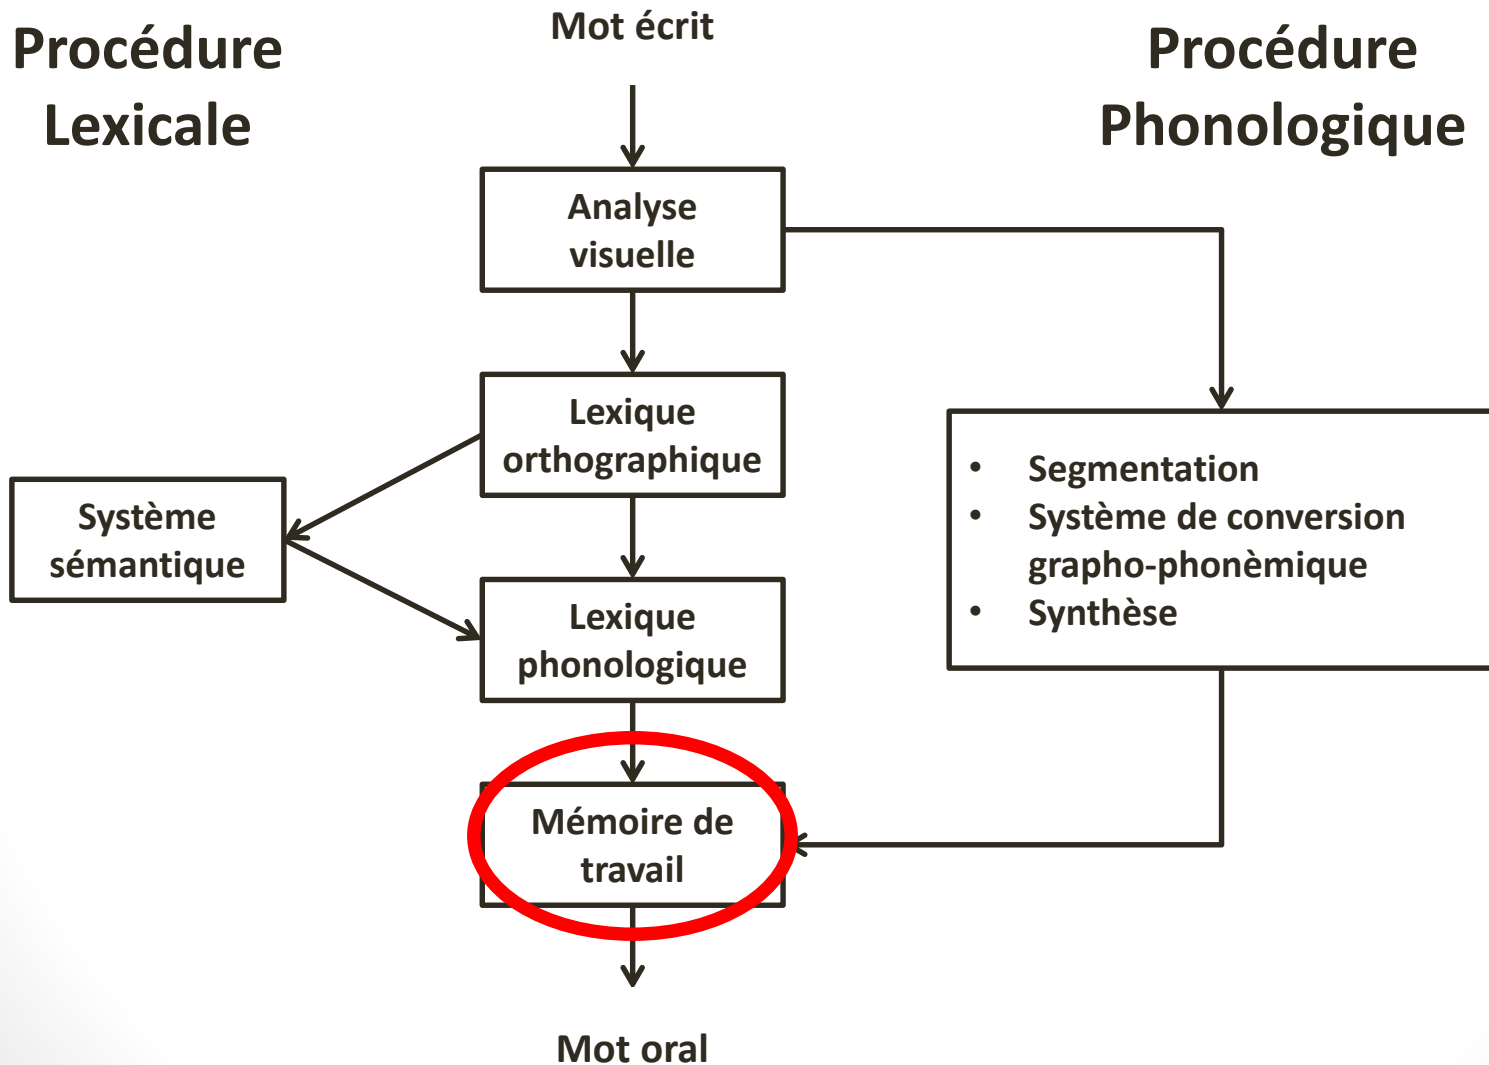 Procédure
Lexicale
Mot écrit
Procédure
Phonologique
Analyse
visuelle
Lexique
orthographique
Système
sémantique
Lexique
phonologique
• Segmentation
• Système de conversion
grapho-phonèmique
• Synthèse
Mémoire de
travail
Mot oral